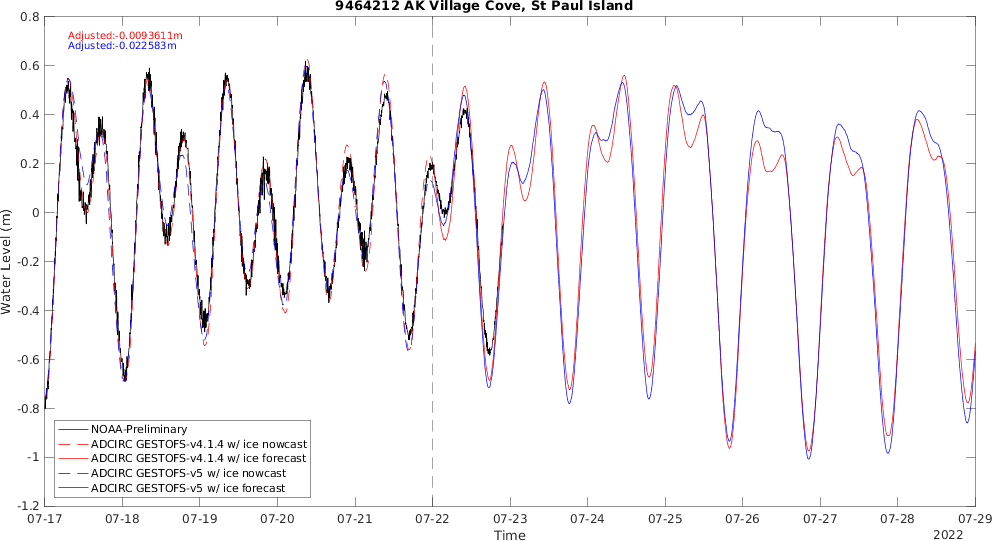 9464212 AK Village Cove, St Paul Island
Adjusted:-0.0093611m
Adjusted:-0.022583m
0.8
0.6
0.4
0.2
0
-0.2
-0.4
-0.6
-0.8
-1
-1.2
Water Level (m)
NOAA-Preliminary
ADCIRC GESTOFS-v4.1.4 w/ ice nowcast
ADCIRC GESTOFS-v4.1.4 w/ ice forecast
ADCIRC GESTOFS-v5 w/ ice nowcast
ADCIRC GESTOFS-v5 w/ ice forecast
07-17 07-18 07-19 07-20 07-21 07-22 07-23 07-24 07-25 07-26 07-27 07-28 07-29
Time
2022